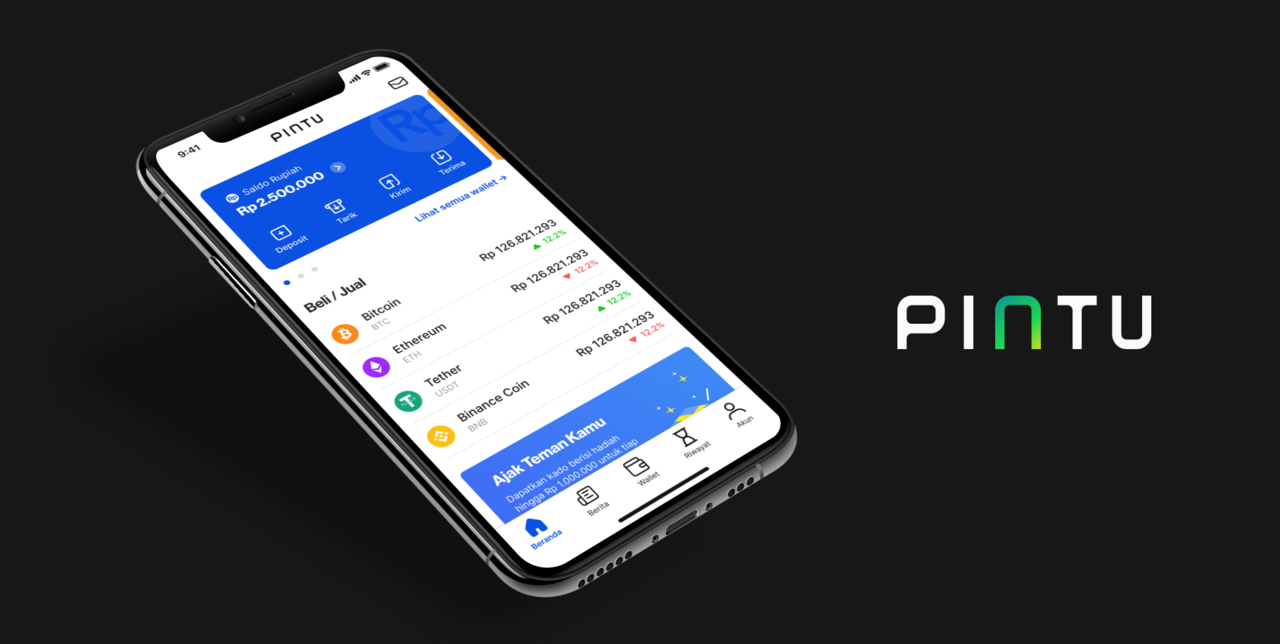 9:41
PINTU
Rp
Rp Saldo Rupiah
Rp 2.500.000
Deposit
Tarik
Kirim
Terima
Lihat semua wallet →
Beli / Jual
Bitcoin
BTC
Rp 126.821.293
▲ 12.2%
Ethereum
ETH
Rp 126.821.293
▼ 12.2%
Tether
USDT
Rp 126.821.293
▲ 12.2%
Binance Coin
BNB
Rp 126.821.293
▼ 12.2%
Ajak Teman Kamu
Dapatkan kado berisi hadiah
hingga Rp 1.000.000 untuk tiap
Beranda
Berita
Wallet
Riwayat
Akun
PINTU